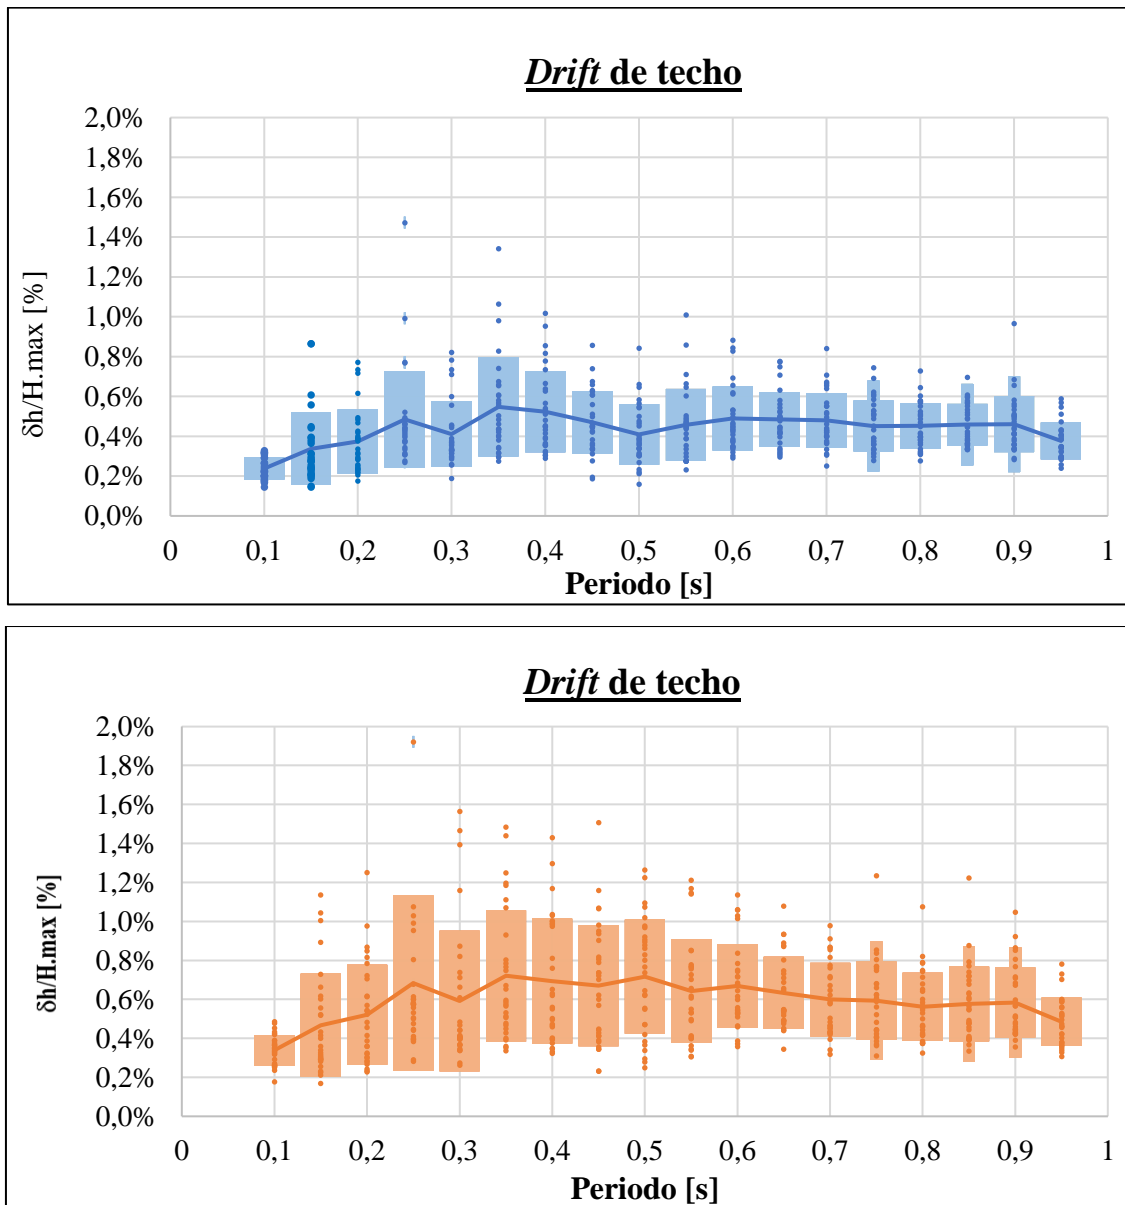 Drift de techo
2,0%
1,8%
1,6%
1,4%
1,2%
1,0%
0,8%
0,6%
0,4%
0,2%
0,0%
δh/H.max [%]
0 0,1 0,2 0,3 0,4 0,5 0,6 0,7 0,8 0,9 1
Periodo [s]
Drift de techo
2,0%
1,8%
1,6%
1,4%
1,2%
1,0%
0,8%
0,6%
0,4%
0,2%
0,0%
δh/H.max [%]
0 0,1 0,2 0,3 0,4 0,5 0,6 0,7 0,8 0,9 1
Periodo [s]